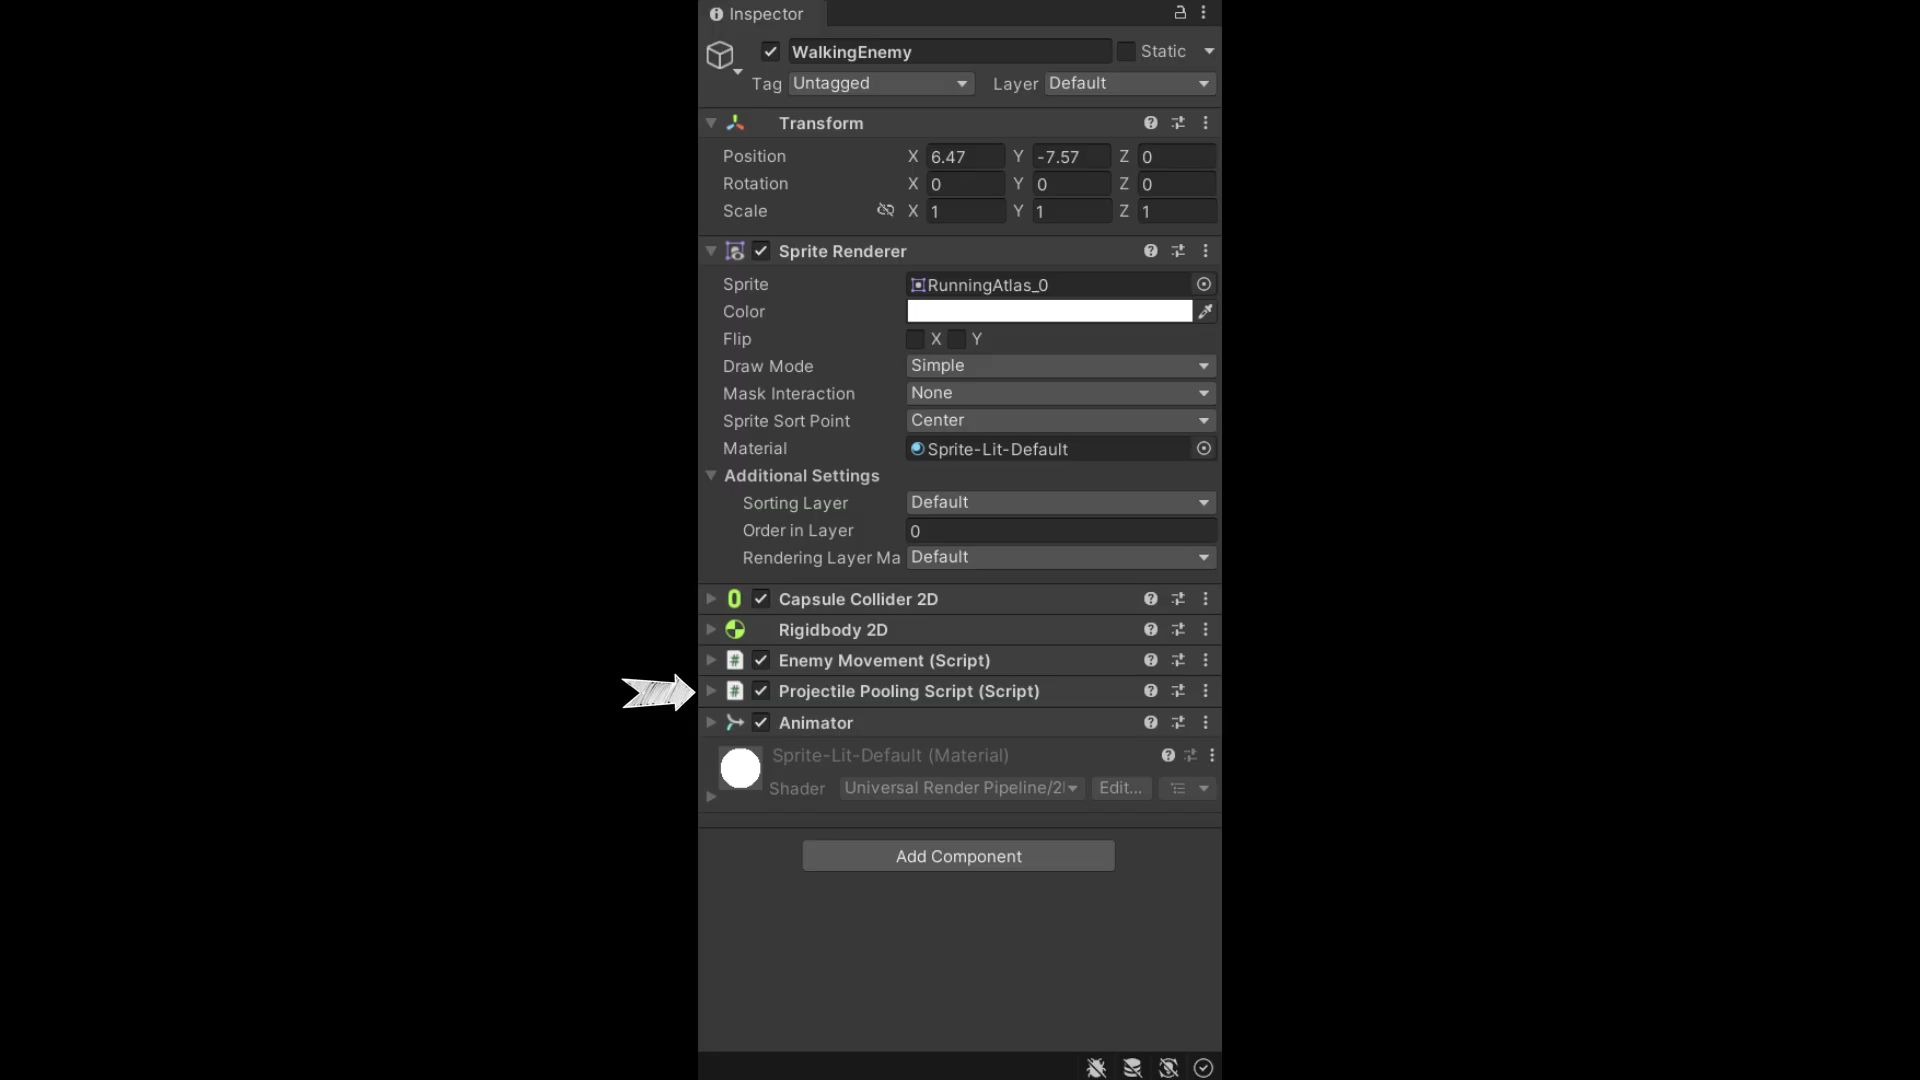 Inspector
WalkingEnemy Static
Tag Untagged Layer Default
Transform
Position X 6.47 Y -7.57 Z 0
Rotation X 0 Y 0 Z 0
Scale X 1 Y 1 Z 1
Sprite Renderer
Sprite RunningAtlas_0
Color
Flip X Y
Draw Mode Simple
Mask Interaction None
Sprite Sort Point Center
Material Sprite-Lit-Default
Additional Settings
Sorting Layer Default
Order in Layer 0
Rendering Layer Ma Default
Capsule Collider 2D
Rigidbody 2D
# Enemy Movement (Script)
# Projectile Pooling Script (Script)
Animator
Sprite-Lit-Default (Material)
Shader Universal Render Pipeline/2 Edit...
Add Component